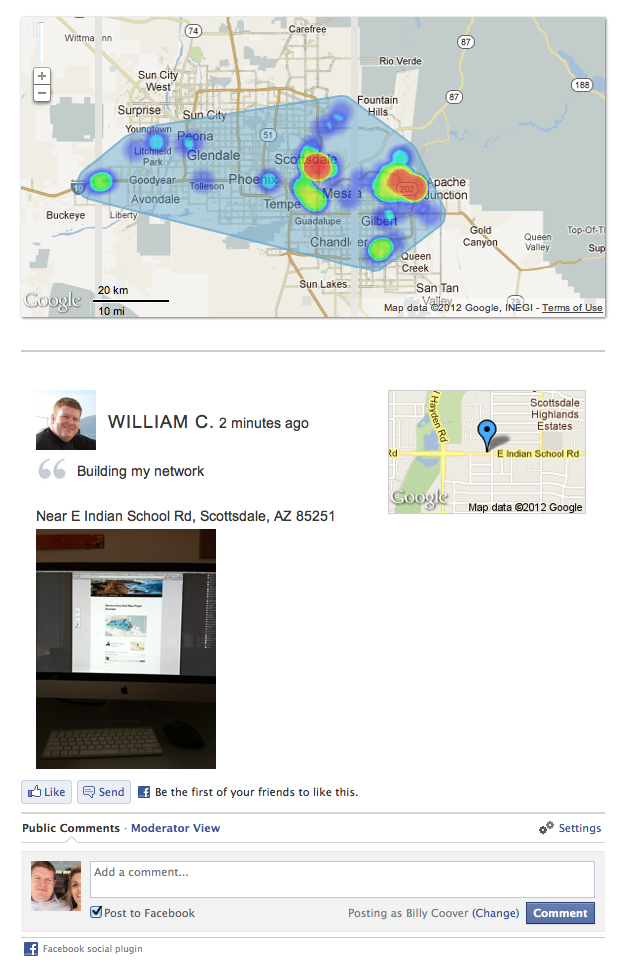 Wittmann
74
Carefree
87
Rio Verde
Sun City
West
188
Surprise
Sun City
Fountain
Hills
87
Youngtown
Peoria
51
Litchfield
Park
Glendale
Scottsdale
10
Goodyear
Tolleson
Phoenix
Mesa
202
Apache
Junction
Avondale
Tempe
Buckeye
Liberty
Guadalupe
Gilbert
Gold
Canyon
Queen
Valley
Top-Of-T
Sup
Chandler
Queen
Creek
Sun Lakes
San Tan
Valley
79
20 km
10 mi
Google
Map data ©2012 Google, INEGI - Terms of Use
WILLIAM C. 2 minutes ago
Building my network
Near E Indian School Rd, Scottsdale, AZ 85251
Hayden Rd
Scottsdale
Highlands
Estates
Rd
E Indian School Rd
Google
Map data ©2012 Google
Like
Send
Be the first of your friends to like this.
Public Comments · Moderator View
Settings
Add a comment...
Post to Facebook
Posting as Billy Coover (Change)
Comment
Facebook social plugin